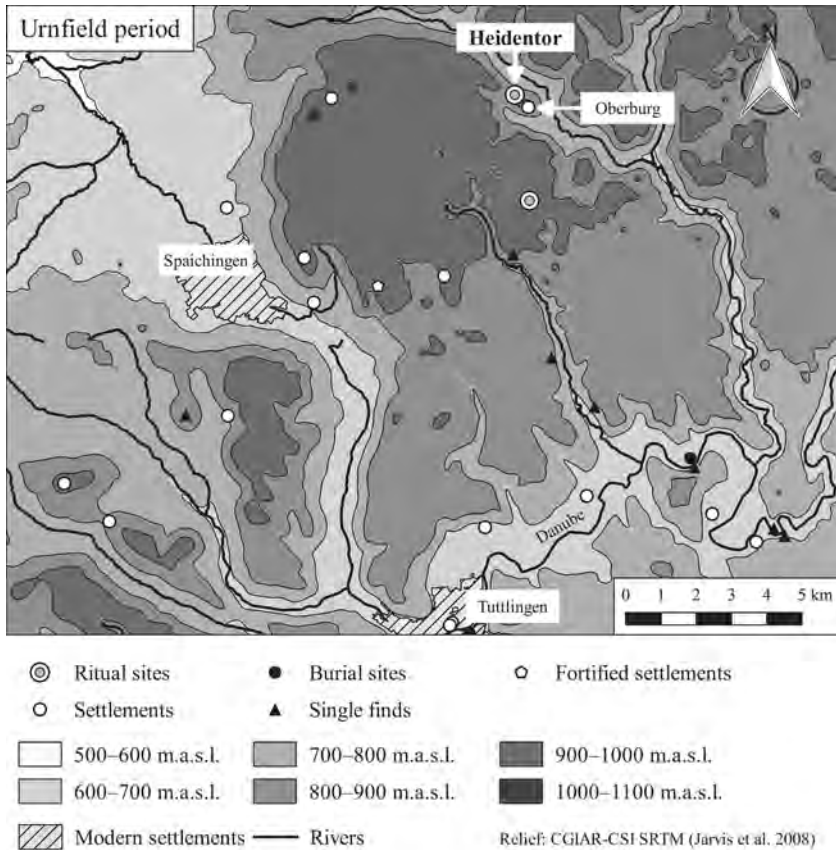 Urnfield period
Heidentor
N
Oberburg
Spaichingen
Danube
Tuttlingen
0 1 2 3 4 5 km
Ritual sites
Burial sites
Fortified settlements
Settlements
Single finds
500–600 m.a.s.l.
700–800 m.a.s.l.
900–1000 m.a.s.l.
600–700 m.a.s.l.
800–900 m.a.s.l.
1000–1100 m.a.s.l.
Modern settlements
Rivers
Relief: CGIAR-CSI SRTM (Jarvis et al. 2008)